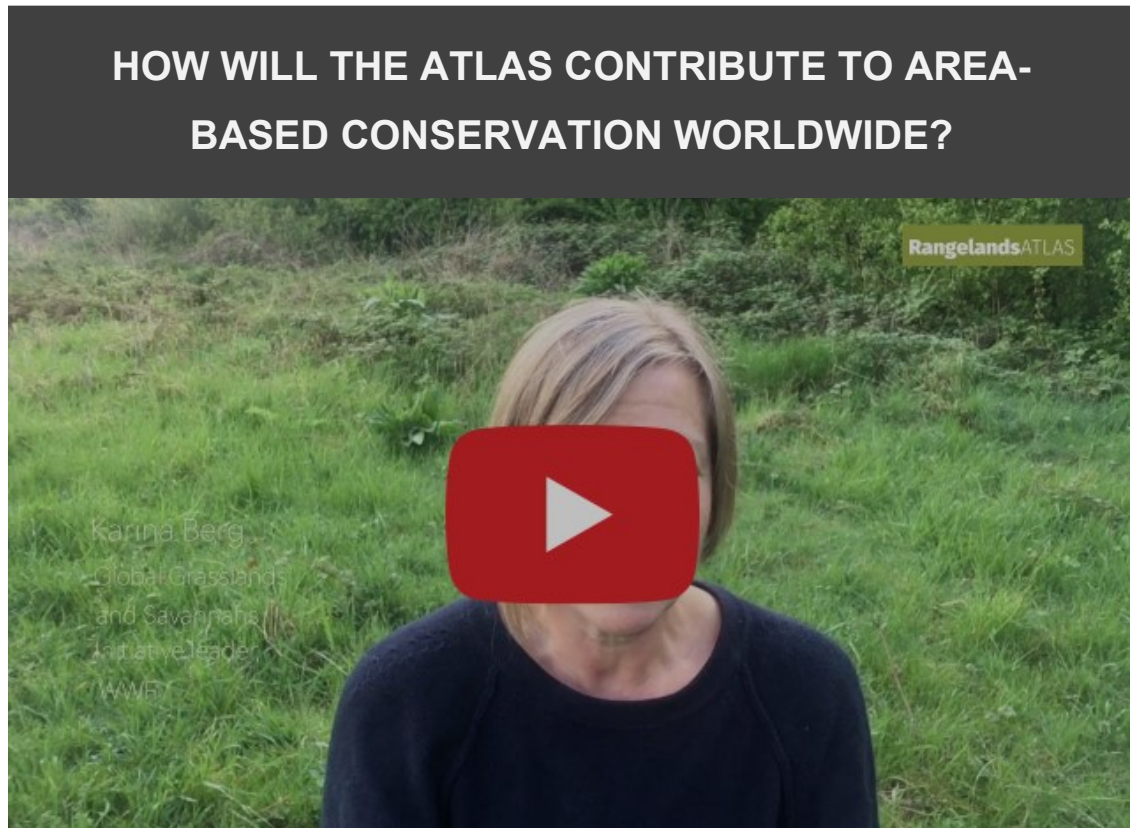 HOW WILL THE ATLAS CONTRIBUTE TO AREA-
BASED CONSERVATION WORLDWIDE?
RangelandsATLAS
Karina Berg
Global Grasslands
and Savannahs
Initiative leader
WWF